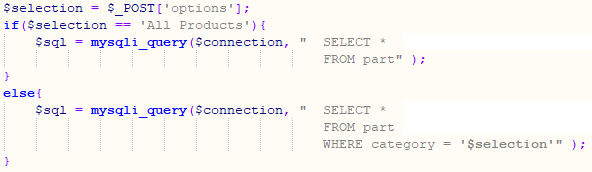 $selection = $_POST['options'];
if($selection == 'All Products'){
$sql = mysqli_query($connection, " SELECT *
FROM part" );
}
else{
$sql = mysqli_query($connection, " SELECT *
FROM part
WHERE category = '$selection'" );
}